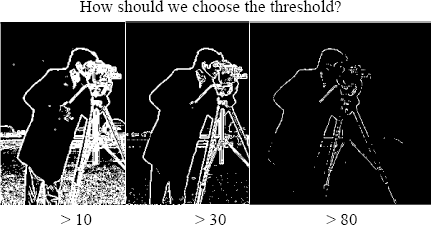 How should we choose the threshold?
> 10 > 30 > 80